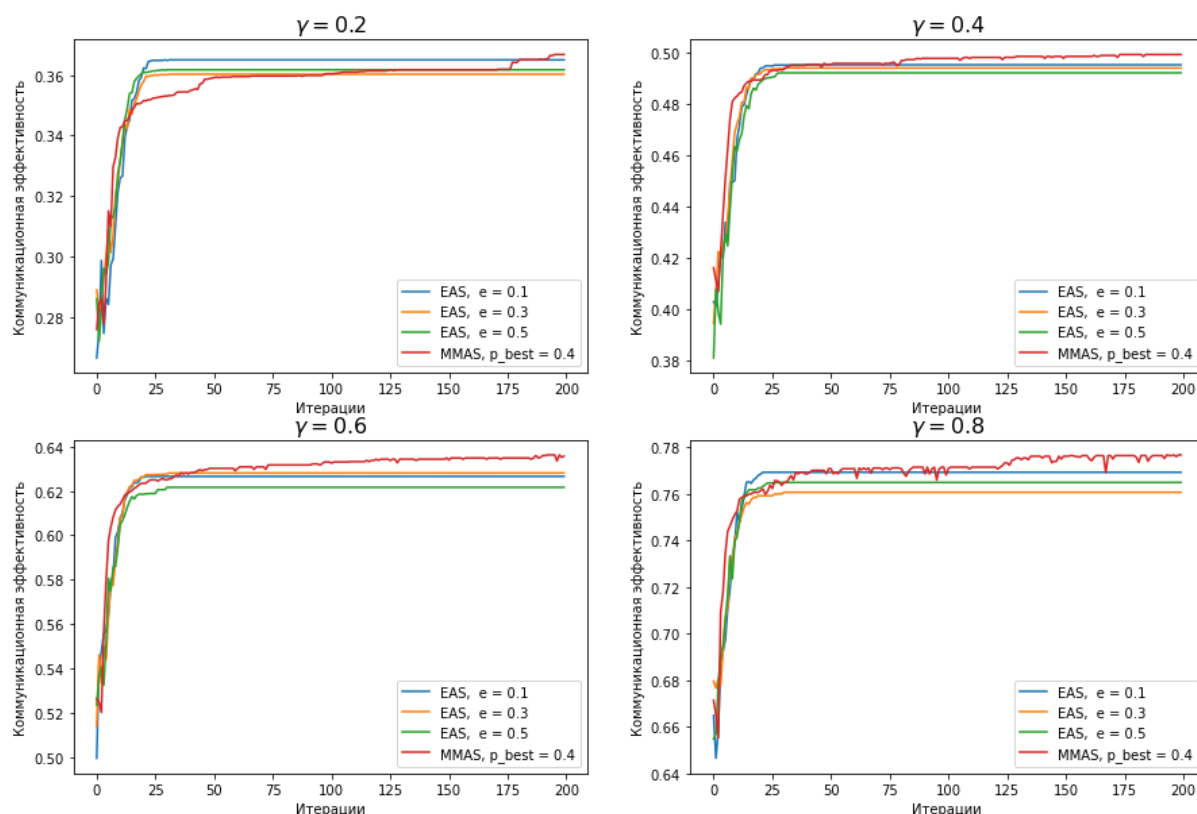 γ = 0.2
Коммуникационная эффективность
0.36
0.34
0.32
0.30
0.28
EAS, e = 0.1
EAS, e = 0.3
EAS, e = 0.5
MMAS, p_best = 0.4
0 25 50 75 100 125 150 175 200
Итерации
γ = 0.4
Коммуникационная эффективность
0.50
0.48
0.46
0.44
0.42
0.40
0.38
EAS, e = 0.1
EAS, e = 0.3
EAS, e = 0.5
MMAS, p_best = 0.4
0 25 50 75 100 125 150 175 200
Итерации
γ = 0.6
Коммуникационная эффективность
0.64
0.62
0.60
0.58
0.56
0.54
0.52
0.50
EAS, e = 0.1
EAS, e = 0.3
EAS, e = 0.5
MMAS, p_best = 0.4
0 25 50 75 100 125 150 175 200
Итерации
γ = 0.8
Коммуникационная эффективность
0.78
0.76
0.74
0.72
0.70
0.68
0.66
0.64
EAS, e = 0.1
EAS, e = 0.3
EAS, e = 0.5
MMAS, p_best = 0.4
0 25 50 75 100 125 150 175 200
Итерации